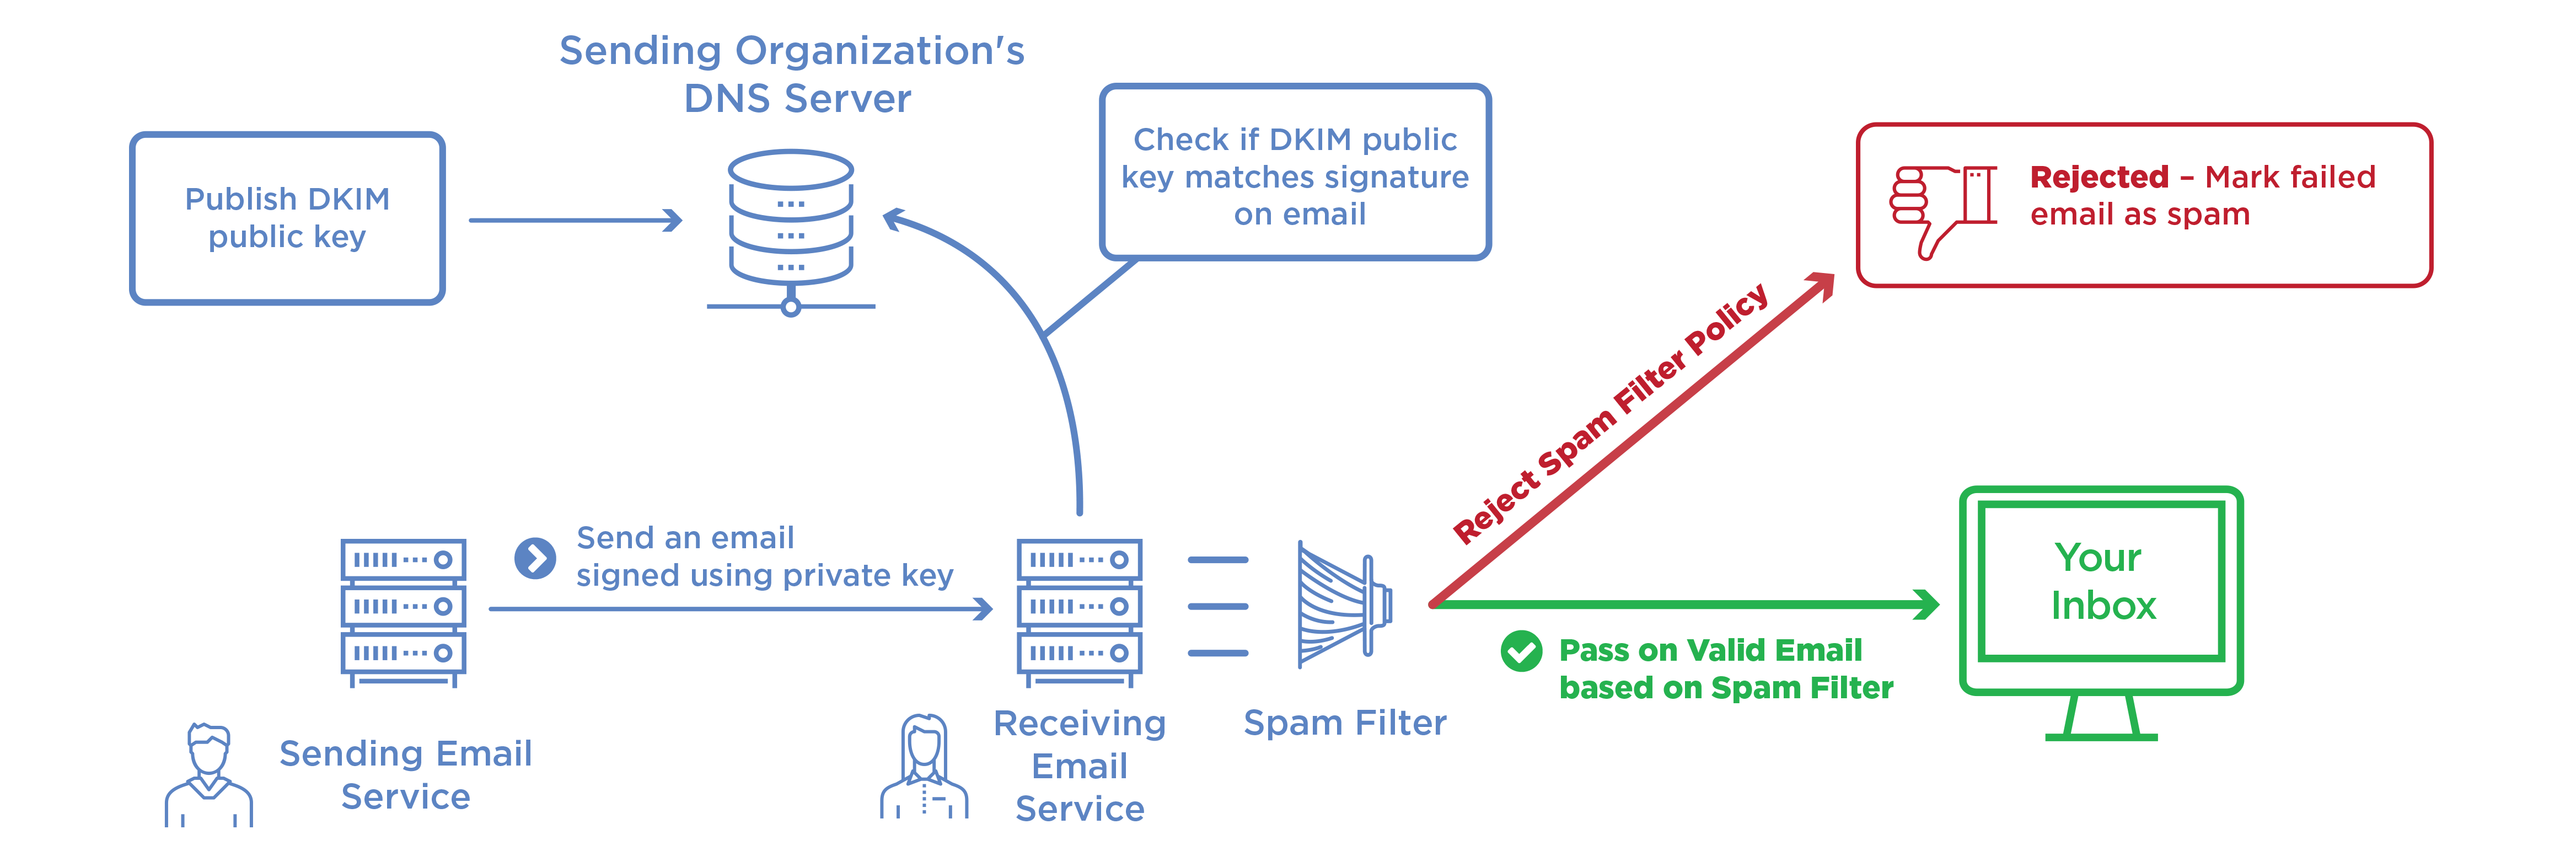 Sending Organization's
DNS Server
Publish DKIM
public key
Check if DKIM public
key matches signature
on email
Rejected – Mark failed
email as spam
Reject Spam Filter Policy
Send an email
signed using private key
Your
Inbox
Pass on Valid Email
based on Spam Filter
Sending Email
Service
Receiving
Email
Service
Spam Filter